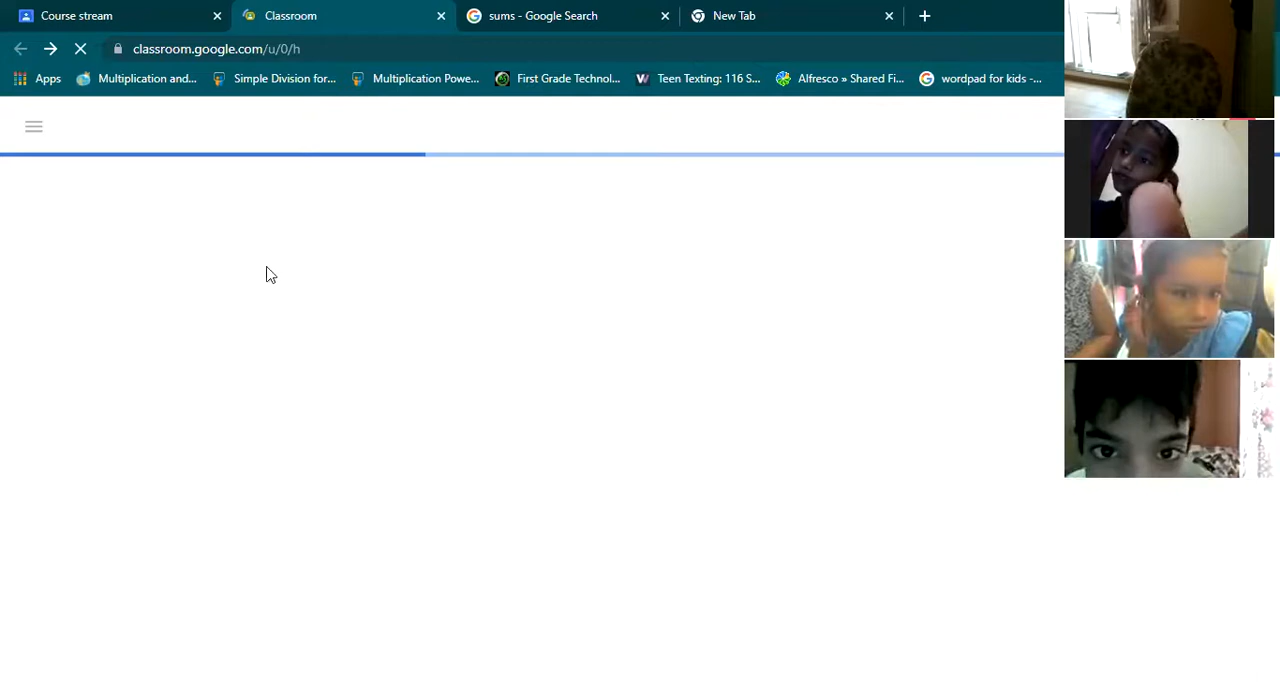 Course stream
Classroom
sums - Google Search
New Tab
classroom.google.com/u/0/h
Apps
Multiplication and...
Simple Division for...
Multiplication Powe...
First Grade Technol...
Teen Texting: 116 S...
Alfresco » Shared Fi...
wordpad for kids -...